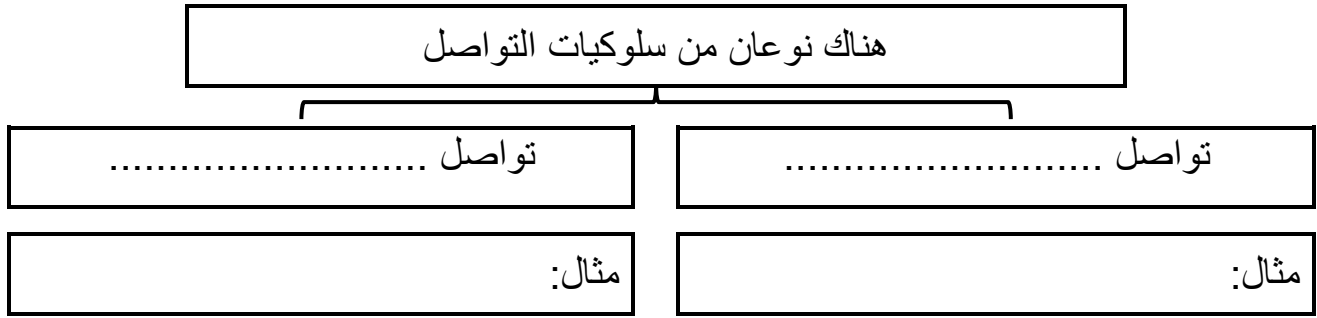 هناك نوعان من سلوكيات التواصل
تواصل ...........................
تواصل ...........................
مثال:
مثال: